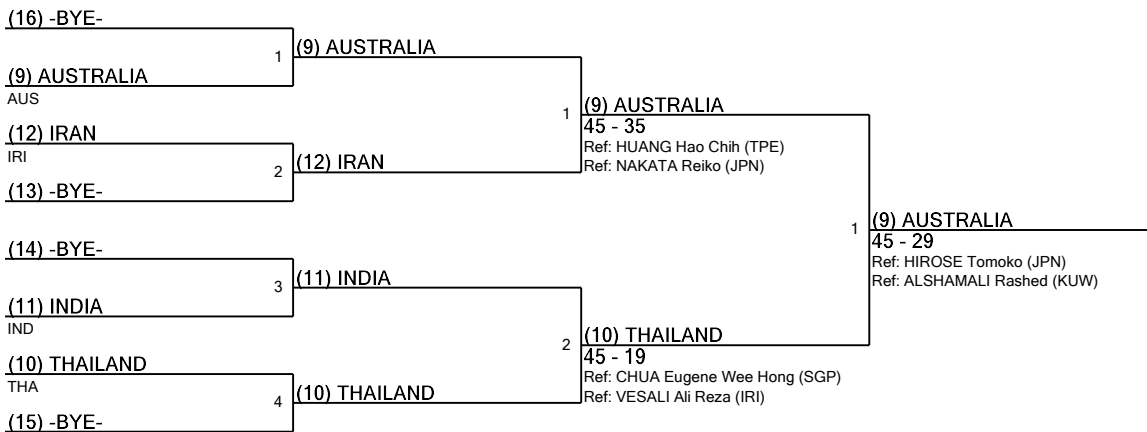 (16) -BYE-
1
(9) AUSTRALIA
(9) AUSTRALIA
AUS
1
(9) AUSTRALIA
45 - 35
Ref: HUANG Hao Chih (TPE)
Ref: NAKATA Reiko (JPN)
(12) IRAN
IRI
2
(12) IRAN
(13) -BYE-
1
(9) AUSTRALIA
45 - 29
Ref: HIROSE Tomoko (JPN)
Ref: ALSHAMALI Rashed (KUW)
(14) -BYE-
3
(11) INDIA
(11) INDIA
IND
2
(10) THAILAND
45 - 19
Ref: CHUA Eugene Wee Hong (SGP)
Ref: VESALI Ali Reza (IRI)
(10) THAILAND
THA
4
(10) THAILAND
(15) -BYE-